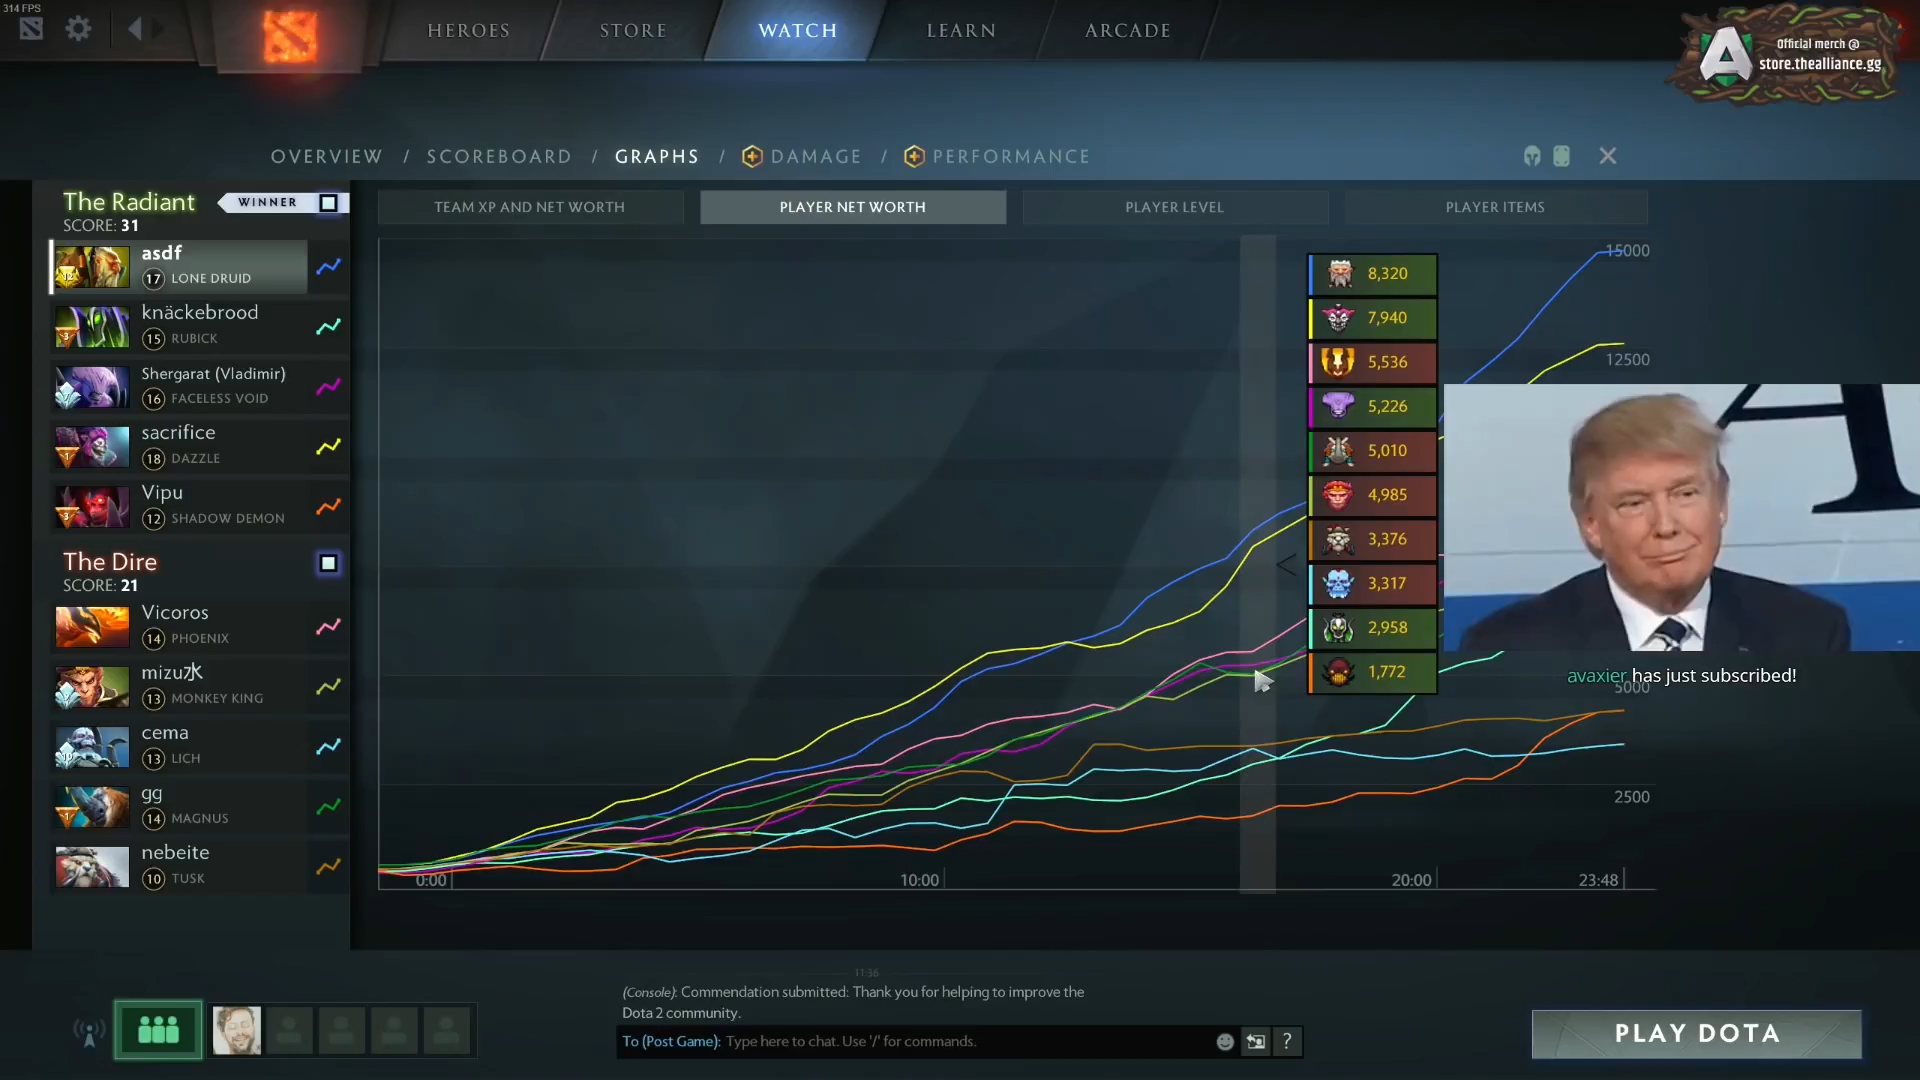 314 FPS
HEROES
STORE
WATCH
LEARN
ARCADE
Official merch @
store.thealliance.gg
OVERVIEW / SCOREBOARD / GRAPHS / DAMAGE / PERFORMANCE
The Radiant
WINNER
SCORE: 31
asdf
17 LONE DRUID
knäckebrood
15 RUBICK
Shergarat (Vladimir)
16 FACELESS VOID
sacrifice
18 DAZZLE
Vipu
12 SHADOW DEMON
The Dire
SCORE: 21
Vicoros
14 PHOENIX
mizu水
13 MONKEY KING
cema
13 LICH
gg
14 MAGNUS
nebeite
10 TUSK
TEAM XP AND NET WORTH
PLAYER NET WORTH
PLAYER LEVEL
PLAYER ITEMS
15000
12500
5000
2500
8,320
7,940
5,536
5,226
5,010
4,985
3,376
3,317
2,958
1,772
avaxier has just subscribed!
0:00
10:00
20:00
23:48
11:36
(Console): Commendation submitted: Thank you for helping to improve the
Dota 2 community.
To (Post Game): Type here to chat. Use '/' for commands.
?
PLAY DOTA